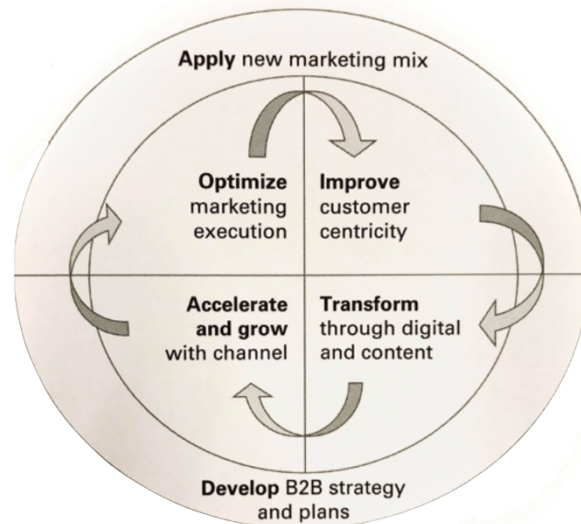 Apply new marketing mix
Optimize
marketing
execution
Improve
customer
centricity
Accelerate
and grow
with channel
Transform
through digital
and content
Develop B2B strategy
and plans